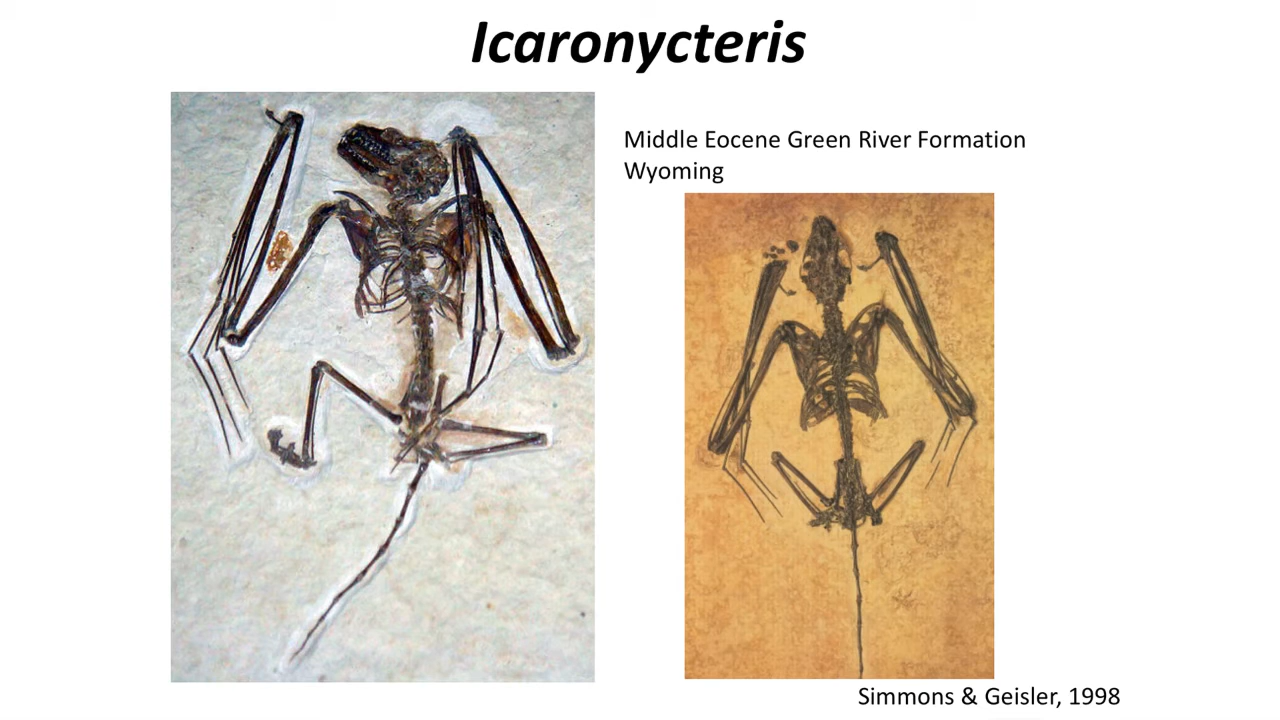 Icaronycteris
Middle Eocene Green River Formation
Wyoming
Simmons & Geisler, 1998